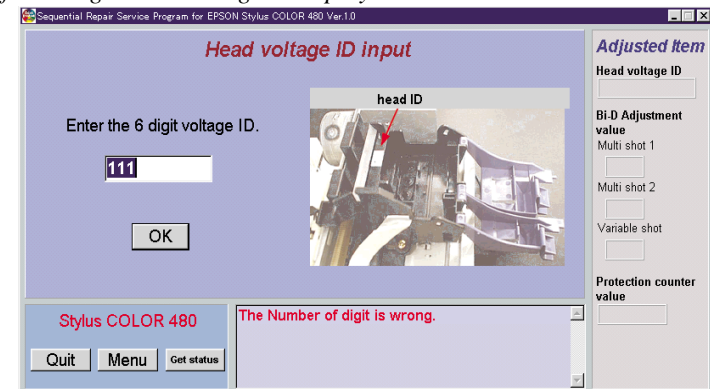 Sequential Repair Service Program for EPSON Stylus COLOR 480 Ver.1.0
Head voltage ID input
head ID
Enter the 6 digit voltage ID.
111
OK
Adjusted Item
Head voltage ID
Bi-D Adjustment
value
Multi shot 1
Multi shot 2
Variable shot
Protection counter
value
Stylus COLOR 480
Quit
Menu
Get status
The Number of digit is wrong.